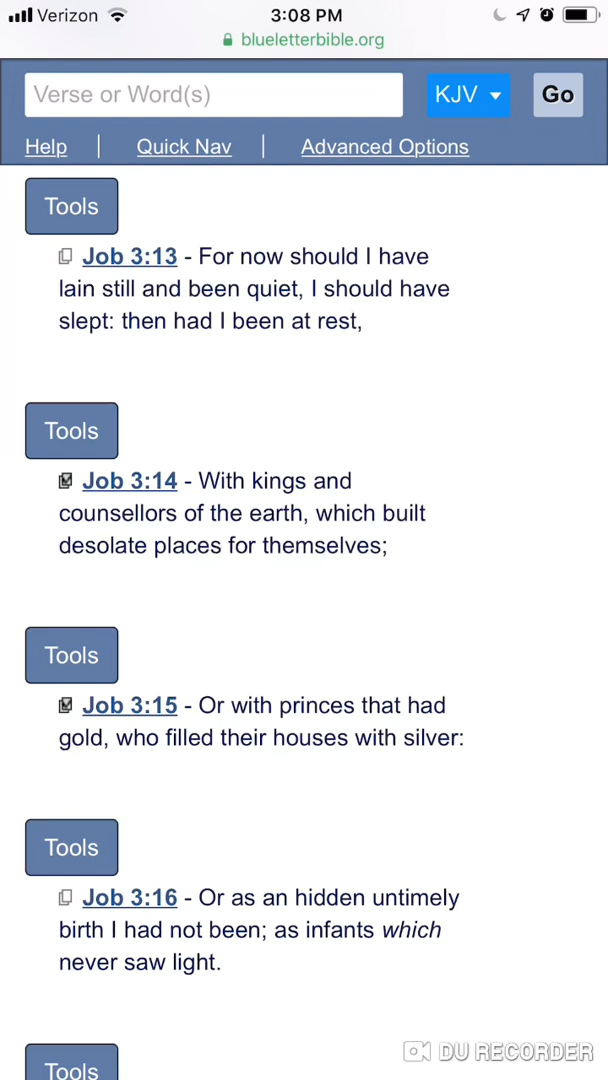 Verizon 3:08 PM
blueletterbible.org
Verse or Word(s) KJV Go
Help | Quick Nav | Advanced Options
Tools
Job 3:13 - For now should I have
lain still and been quiet, I should have
slept: then had I been at rest,
Tools
Job 3:14 - With kings and
counsellors of the earth, which built
desolate places for themselves;
Tools
Job 3:15 - Or with princes that had
gold, who filled their houses with silver:
Tools
Job 3:16 - Or as an hidden untimely
birth I had not been; as infants which
never saw light.
Tools
DU RECORDER